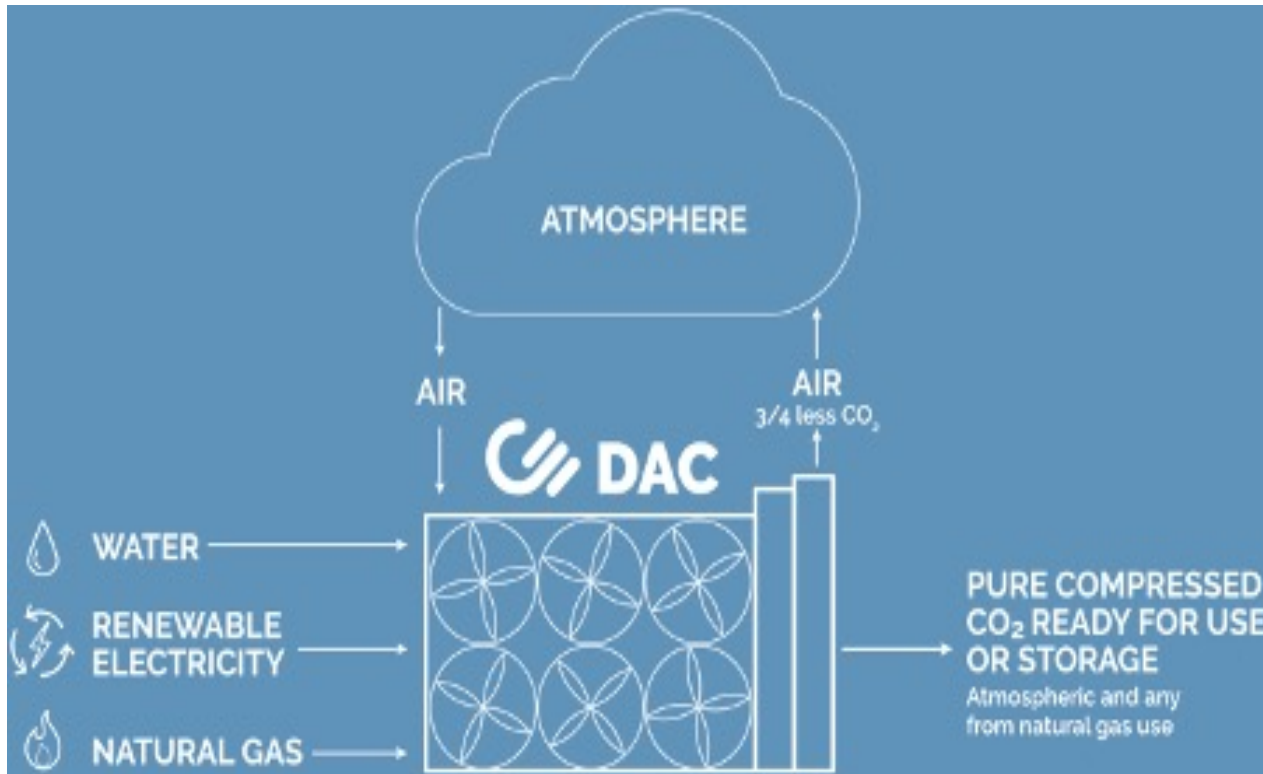 ATMOSPHERE
AIR
AIR
3/4 less CO₂
DAC
WATER
RENEWABLE
ELECTRICITY
NATURAL GAS
PURE COMPRESSED
CO₂ READY FOR USE
OR STORAGE
Atmospheric and any
from natural gas use